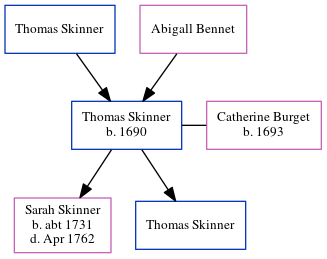 Thomas Skinner
Abigall Bennet
Thomas Skinner
b. 1690
Catherine Burget
b. 1693
Sarah Skinner
b. abt 1731
d. Apr 1762
Thomas Skinner